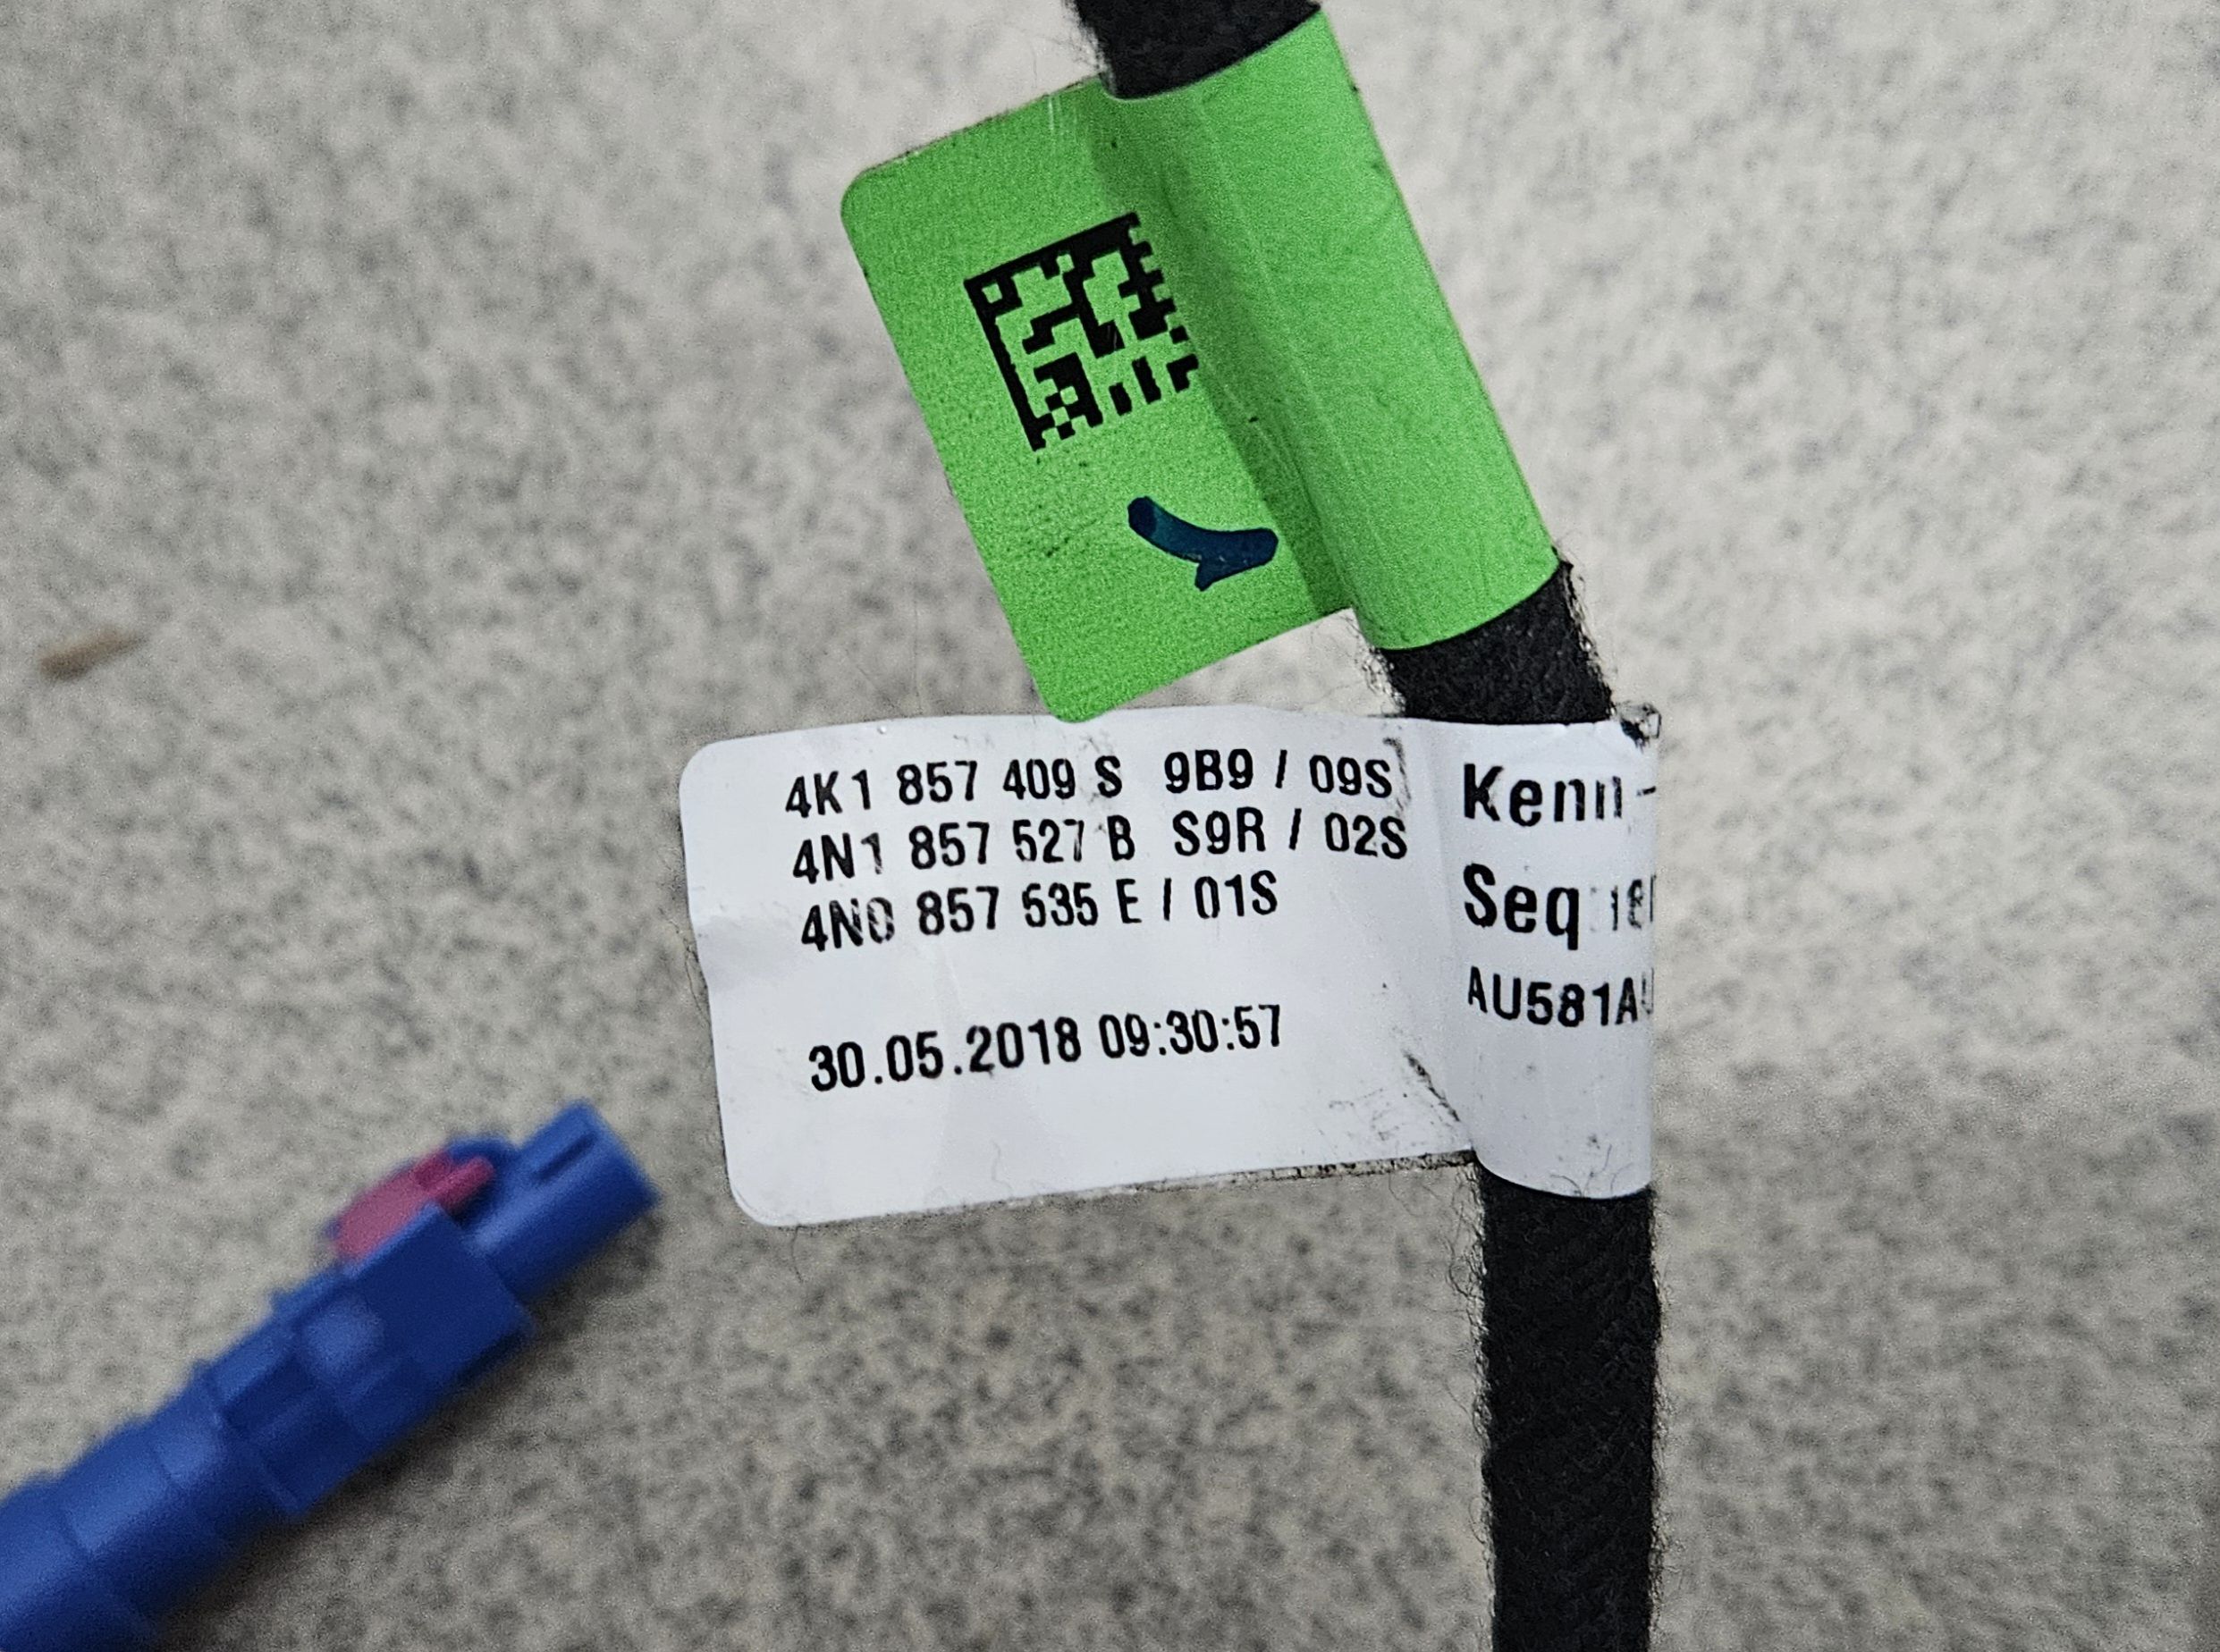 4K1 857 409 S 9B9 / 09S
4N1 857 527 B S9R / 02S
4N0 857 535 E / 01S
30.05.2018 09:30:57
Kenn-
AU581A